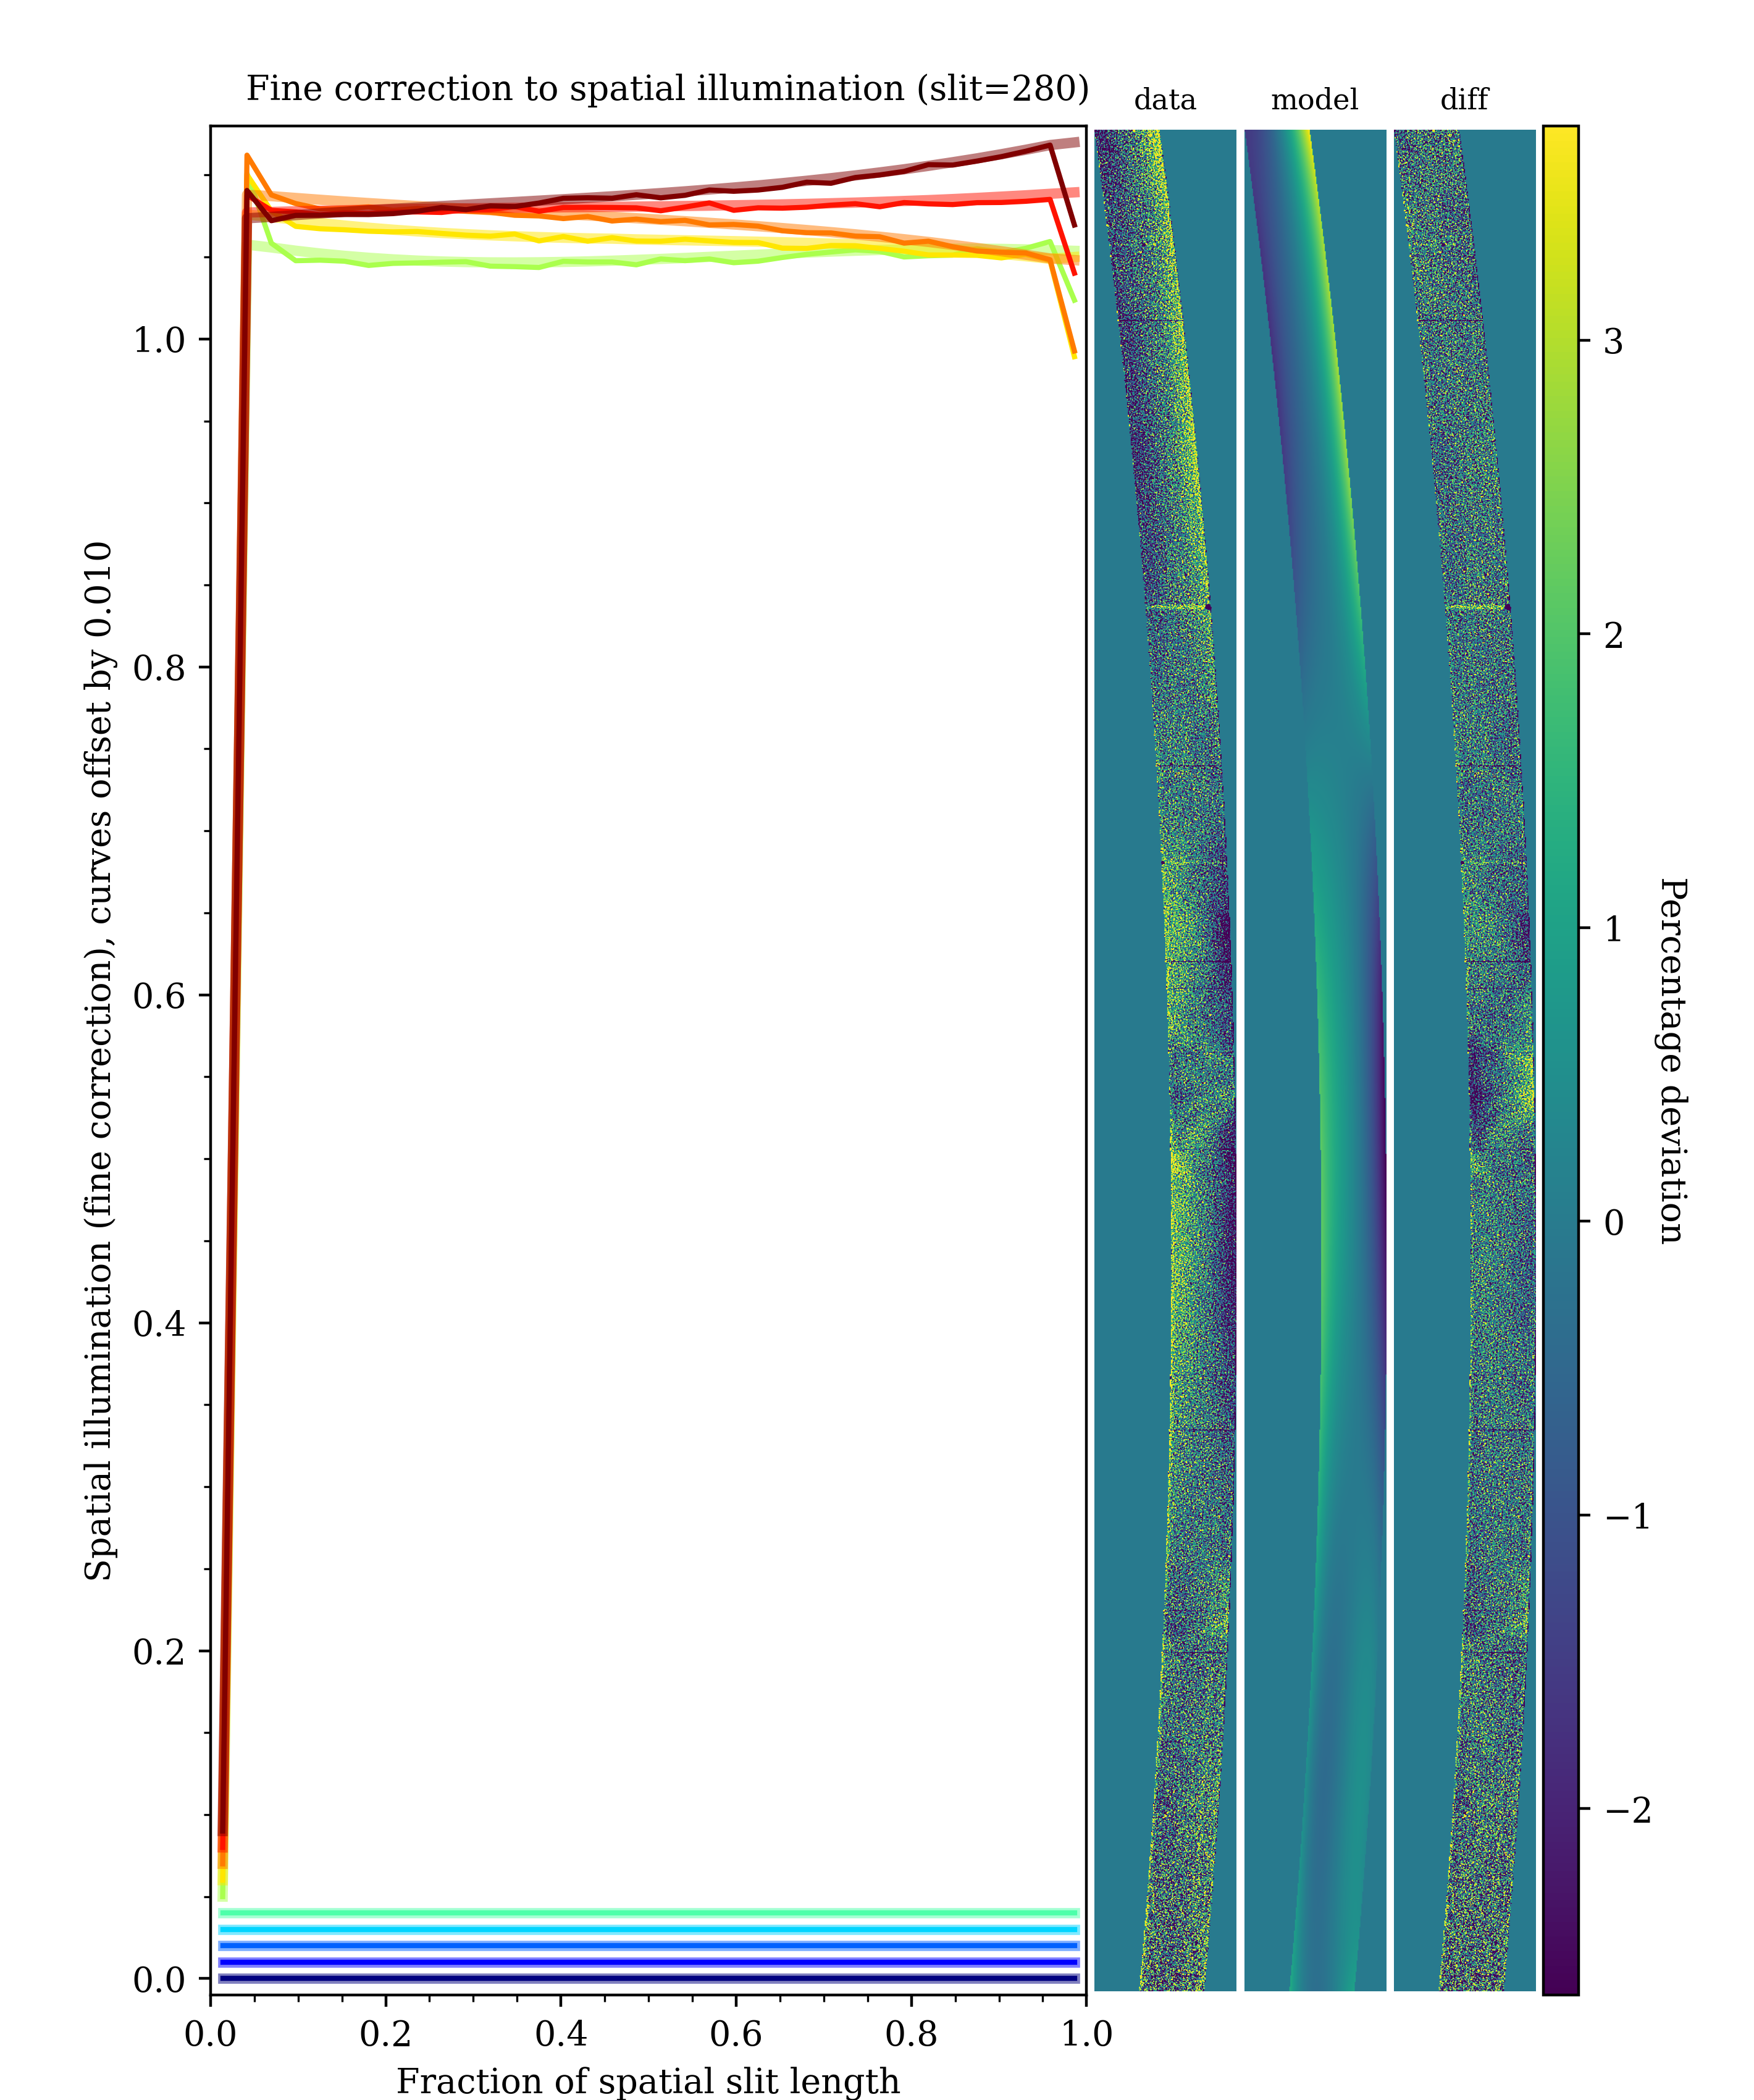 Fine correction to spatial illumination (slit=280)
data
model
diff
Spatial illumination (fine correction), curves offset by 0.010
1.0
0.8
0.6
0.4
0.2
0.0
0.0
0.2
0.4
0.6
0.8
1.0
Fraction of spatial slit length
3
2
1
0
−1
−2
Percentage deviation